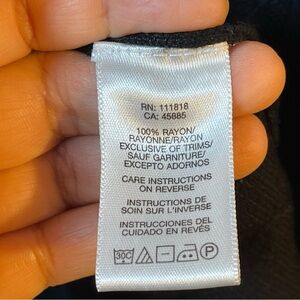 RN: 111818
CA: 45885
100% RAYON/
RAYONNE/RAYON
EXCLUSIVE OF TRIMS/
SAUF GARNITURE/
EXCEPTO ADORNOS
CARE INSTRUCTIONS
ON REVERSE
INSTRUCTIONS DE
SOIN SUR L'INVERSE
INSTRUCCIONES DEL
CUIDADO EN REVÉS
30C P